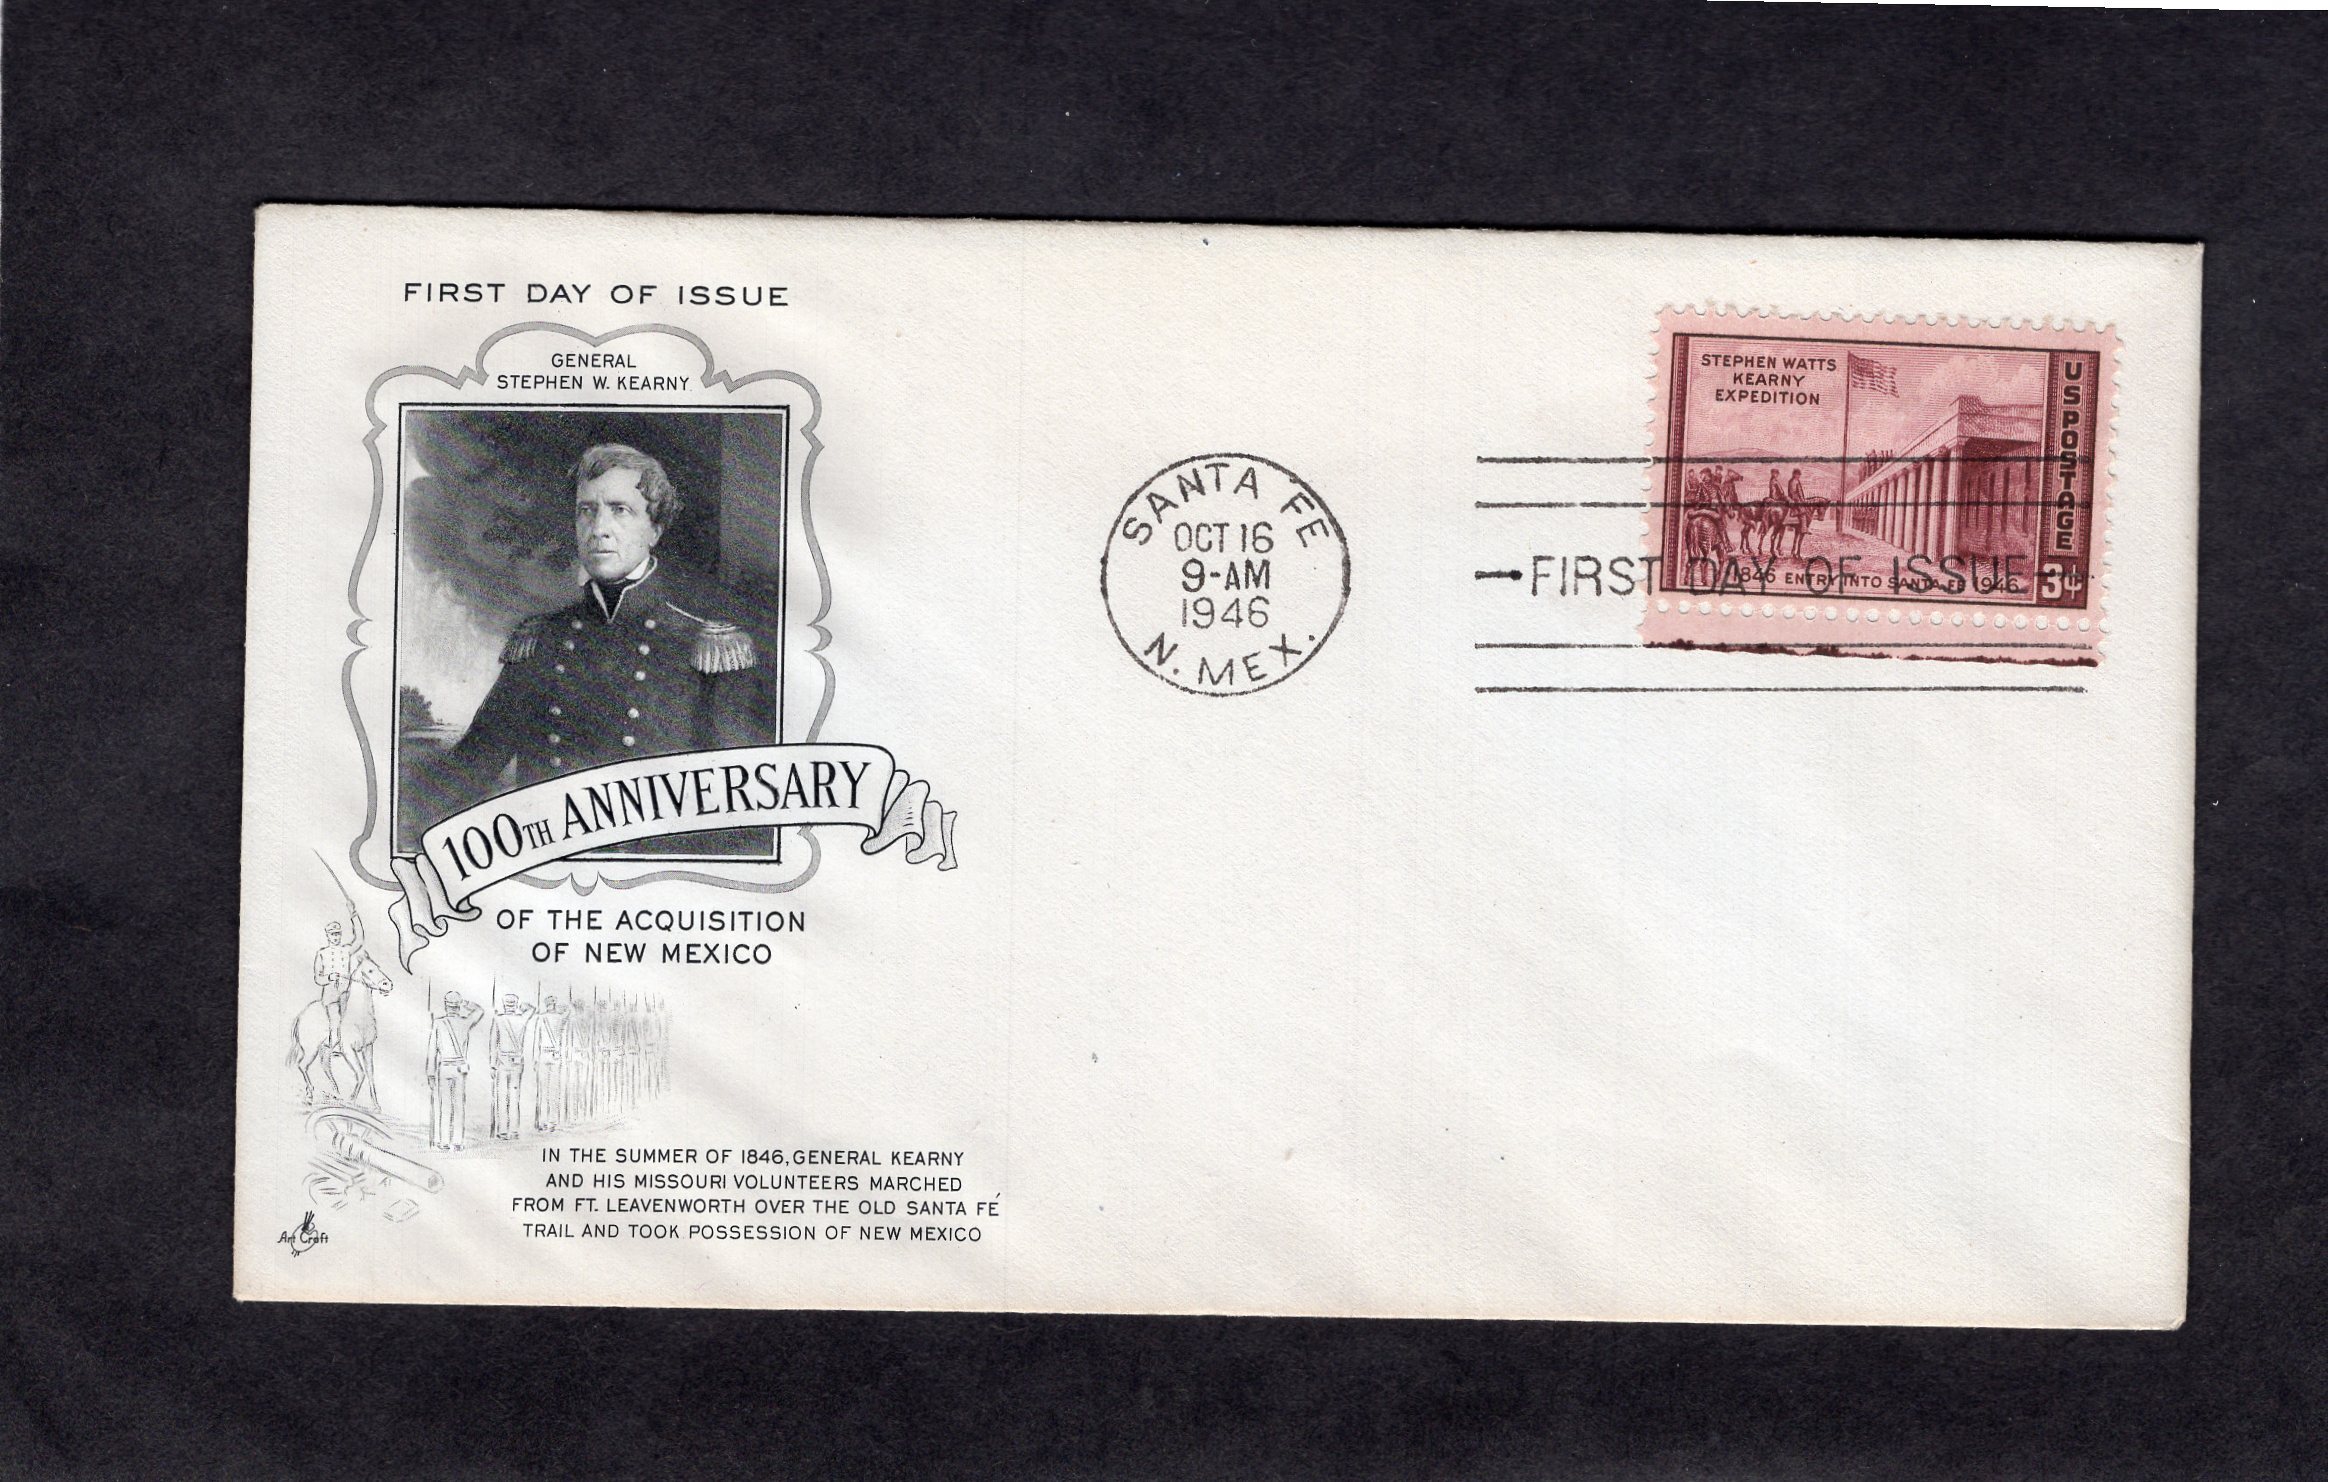 FIRST DAY OF ISSUE
GENERAL
STEPHEN W. KEARNY
100TH ANNIVERSARY
OF THE ACQUISITION
OF NEW MEXICO
IN THE SUMMER OF 1846, GENERAL KEARNY
AND HIS MISSOURI VOLUNTEERS MARCHED
FROM FT. LEAVENWORTH OVER THE OLD SANTA FÉ
TRAIL AND TOOK POSSESSION OF NEW MEXICO
Art Craft
SANTA FE
OCT 16
9-AM
1946
N. MEX.
STEPHEN WATTS
KEARNY
EXPEDITION
US POSTAGE
FIRST DAY OF ISSUE
1846 ENTRY INTO SANTA FE 1946
3¢